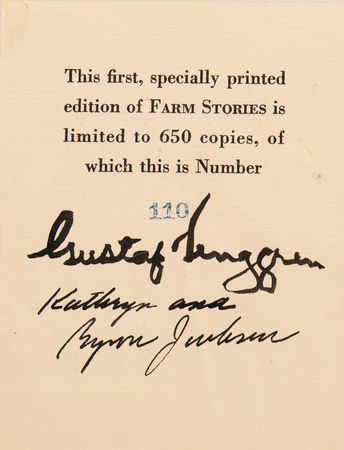 This first, specially printed
edition of FARM STORIES is
limited to 650 copies, of
which this is Number
110
Gustaf Tenggren
Kathryn and
Byron Jackson